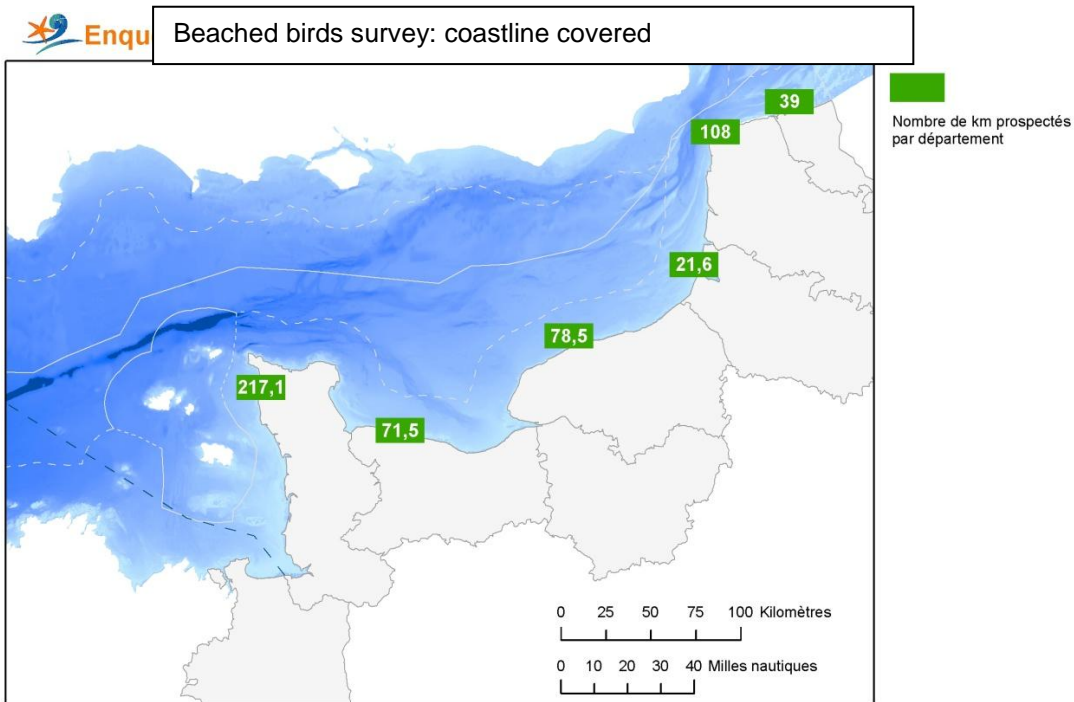 Enqu
Beached birds survey: coastline covered
39
Nombre de km prospectés
par département
108
21,6
78,5
217,1
71,5
0 25 50 75 100 Kilomètres
0 10 20 30 40 Milles nautiques